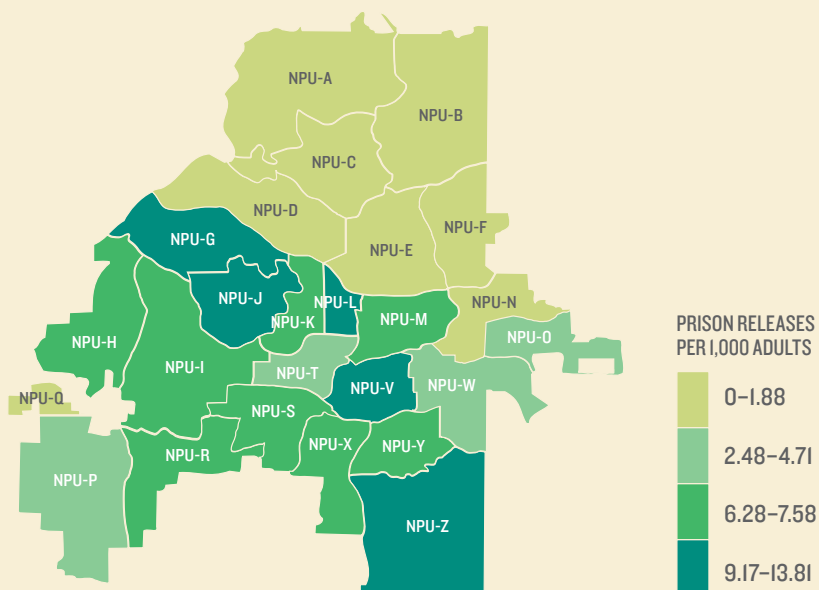 NPU-A
NPU-B
NPU-C
NPU-D
NPU-F
NPU-G
NPU-E
NPU-J
NPU-L
NPU-N
NPU-K
NPU-M
NPU-H
NPU-O
NPU-I
NPU-T
NPU-V
NPU-W
NPU-Q
NPU-S
NPU-X
NPU-Y
NPU-R
NPU-P
NPU-Z
PRISON RELEASES
PER 1,000 ADULTS
0–1.88
2.48–4.71
6.28–7.58
9.17–13.81